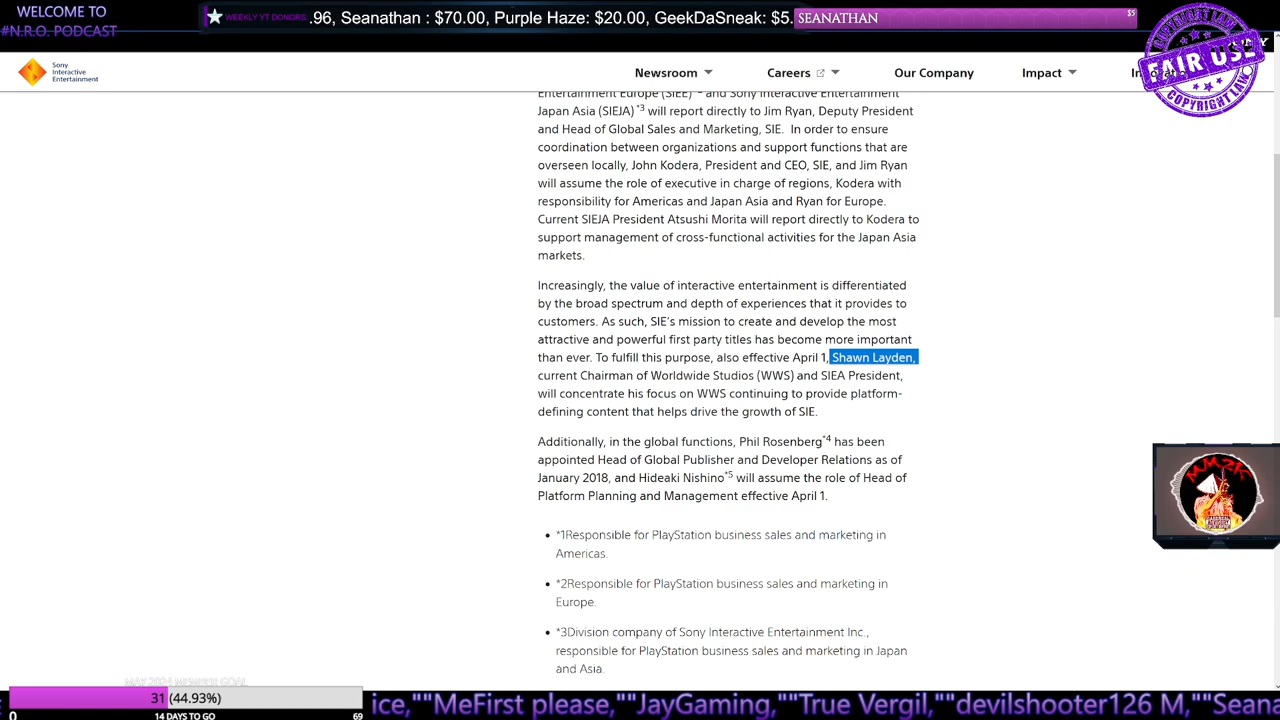 WELCOME TO
#N.R.O. PODCAST
WEEKLY YT DONORS
.96, Seanathan : $70.00, Purple Haze: $20.00, GeekDaSneak: $5.
SEANATHAN
$5
Sony
Interactive
Entertainment
Newsroom
Careers
Our Company
Impact
COPYRIGHT LAW
FAIR USE
COPYRIGHT LAW
Entertainment Europe (SIEE) and Sony Interactive Entertainment
Japan Asia (SIEJA) *3 will report directly to Jim Ryan, Deputy President
and Head of Global Sales and Marketing, SIE. In order to ensure
coordination between organizations and support functions that are
overseen locally, John Kodera, President and CEO, SIE, and Jim Ryan
will assume the role of executive in charge of regions, Kodera with
responsibility for Americas and Japan Asia and Ryan for Europe.
Current SIEJA President Atsushi Morita will report directly to Kodera to
support management of cross-functional activities for the Japan Asia
markets.
Increasingly, the value of interactive entertainment is differentiated
by the broad spectrum and depth of experiences that it provides to
customers. As such, SIE's mission to create and develop the most
attractive and powerful first party titles has become more important
than ever. To fulfill this purpose, also effective April 1, Shawn Layden,
current Chairman of Worldwide Studios (WWS) and SIEA President,
will concentrate his focus on WWS continuing to provide platform-
defining content that helps drive the growth of SIE.
Additionally, in the global functions, Phil Rosenberg*4 has been
appointed Head of Global Publisher and Developer Relations as of
January 2018, and Hideaki Nishino*5 will assume the role of Head of
Platform Planning and Management effective April 1.
*1Responsible for PlayStation business sales and marketing in
Americas.
*2Responsible for PlayStation business sales and marketing in
Europe.
*3Division company of Sony Interactive Entertainment Inc.,
responsible for PlayStation business sales and marketing in Japan
and Asia.
MM2K
MAY 2024 MEMBER GOAL
31 (44.93%)
0
14 DAYS TO GO
69
ice,""MeFirst please,""JayGaming,""True Vergil,""devilshooter126 M,""Seana